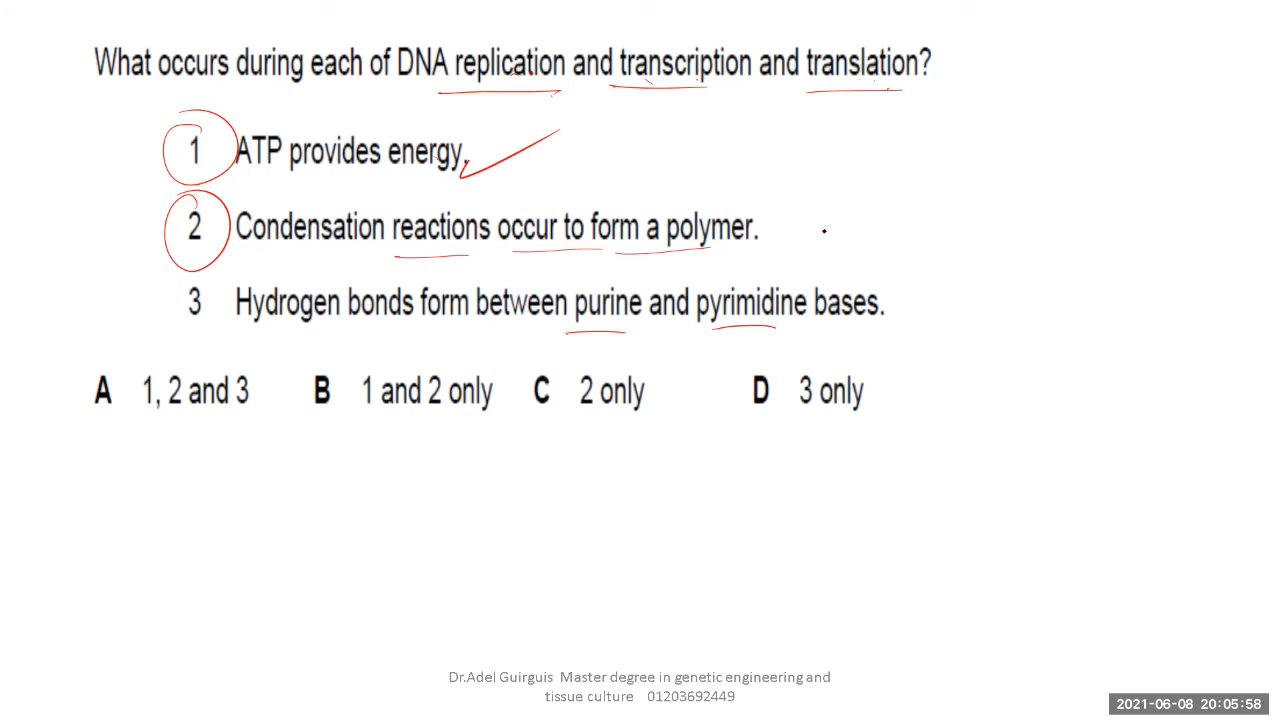 What occurs during each of DNA replication and transcription and translation?
1 ATP provides energy.
2 Condensation reactions occur to form a polymer.
3 Hydrogen bonds form between purine and pyrimidine bases.
A 1, 2 and 3 B 1 and 2 only C 2 only D 3 only
Dr.Adel Guirguis Master degree in genetic engineering and
tissue culture 01203692449
2021-06-08 20:05:58